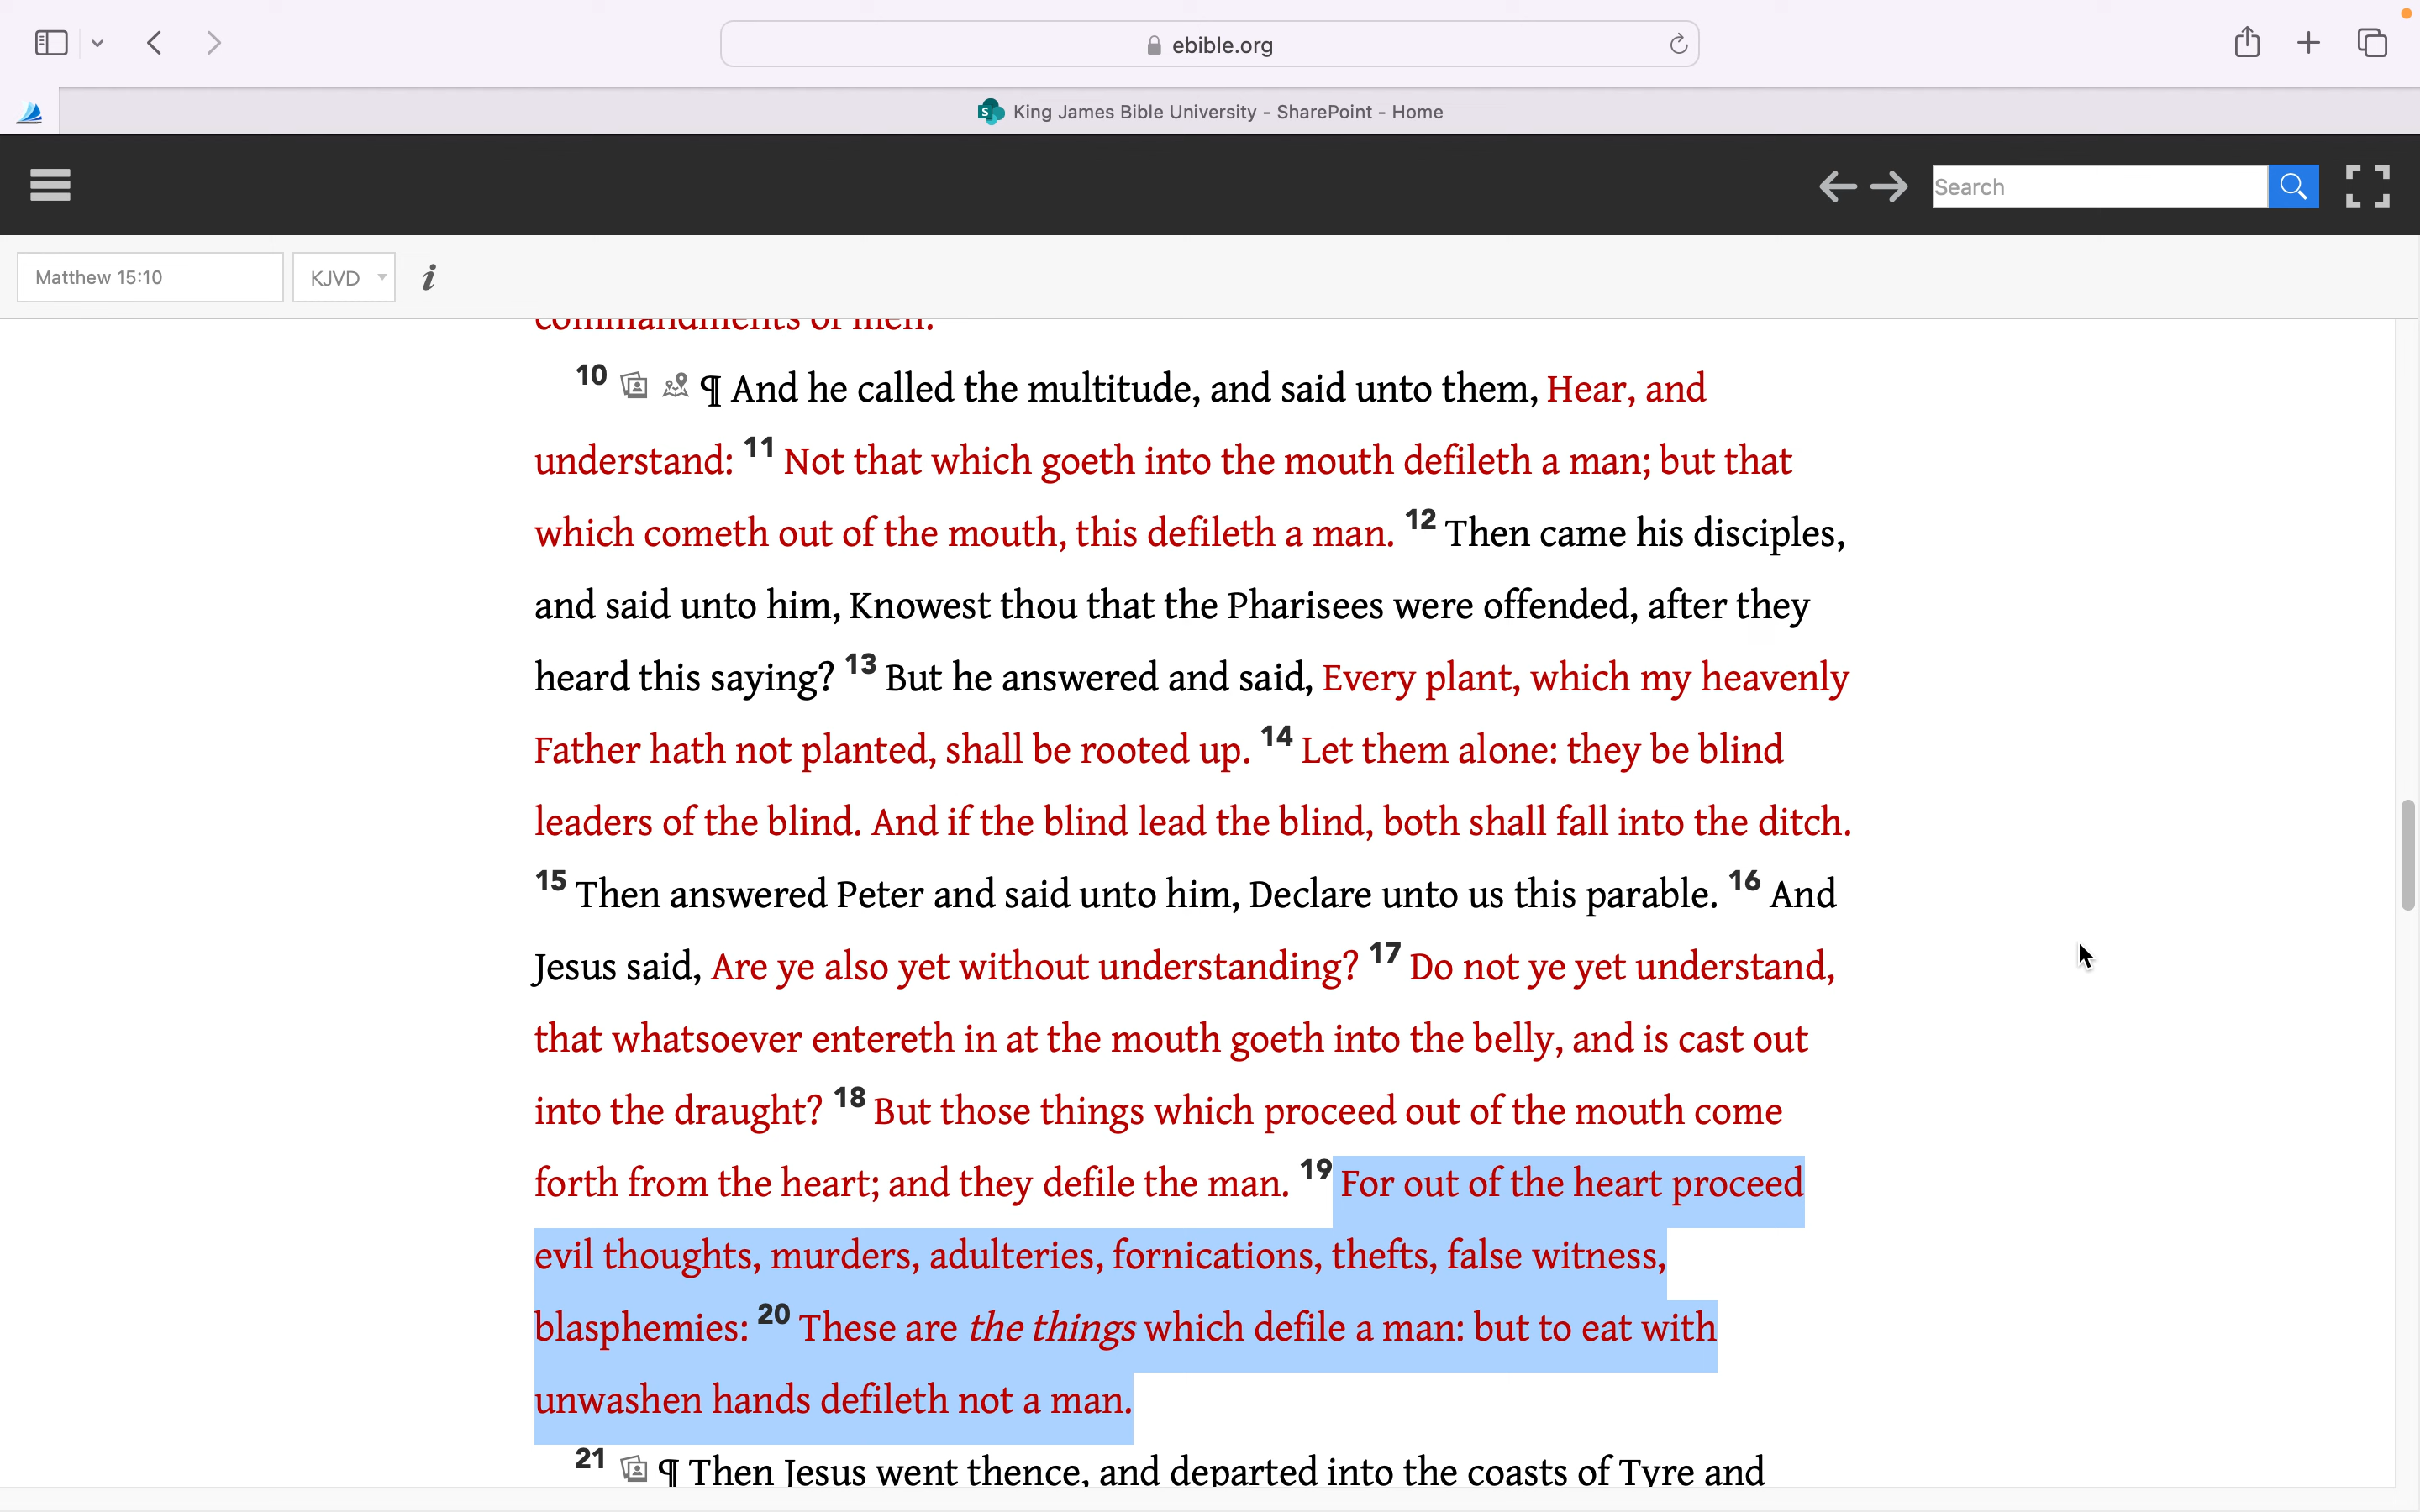 ebible.org
King James Bible University - SharePoint - Home
Search
Matthew 15:10
KJVD
i
commandments of men.
10 ¶ And he called the multitude, and said unto them, Hear, and
understand: 11 Not that which goeth into the mouth defileth a man; but that
which cometh out of the mouth, this defileth a man. 12 Then came his disciples,
and said unto him, Knowest thou that the Pharisees were offended, after they
heard this saying? 13 But he answered and said, Every plant, which my heavenly
Father hath not planted, shall be rooted up. 14 Let them alone: they be blind
leaders of the blind. And if the blind lead the blind, both shall fall into the ditch.
15 Then answered Peter and said unto him, Declare unto us this parable. 16 And
Jesus said, Are ye also yet without understanding? 17 Do not ye yet understand,
that whatsoever entereth in at the mouth goeth into the belly, and is cast out
into the draught? 18 But those things which proceed out of the mouth come
forth from the heart; and they defile the man. 19 For out of the heart proceed
evil thoughts, murders, adulteries, fornications, thefts, false witness,
blasphemies: 20 These are the things which defile a man: but to eat with
unwashen hands defileth not a man.
21 ¶ Then Jesus went thence, and departed into the coasts of Tyre and